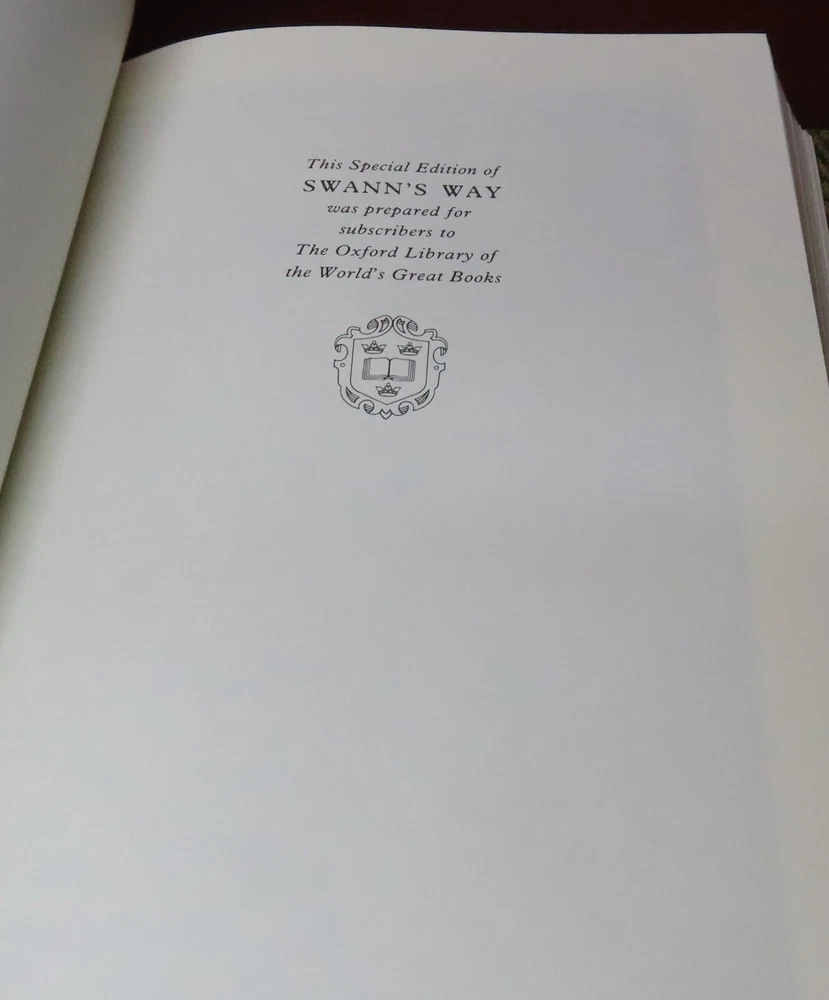 This Special Edition of
SWANN'S WAY
was prepared for
subscribers to
The Oxford Library of
the World's Great Books